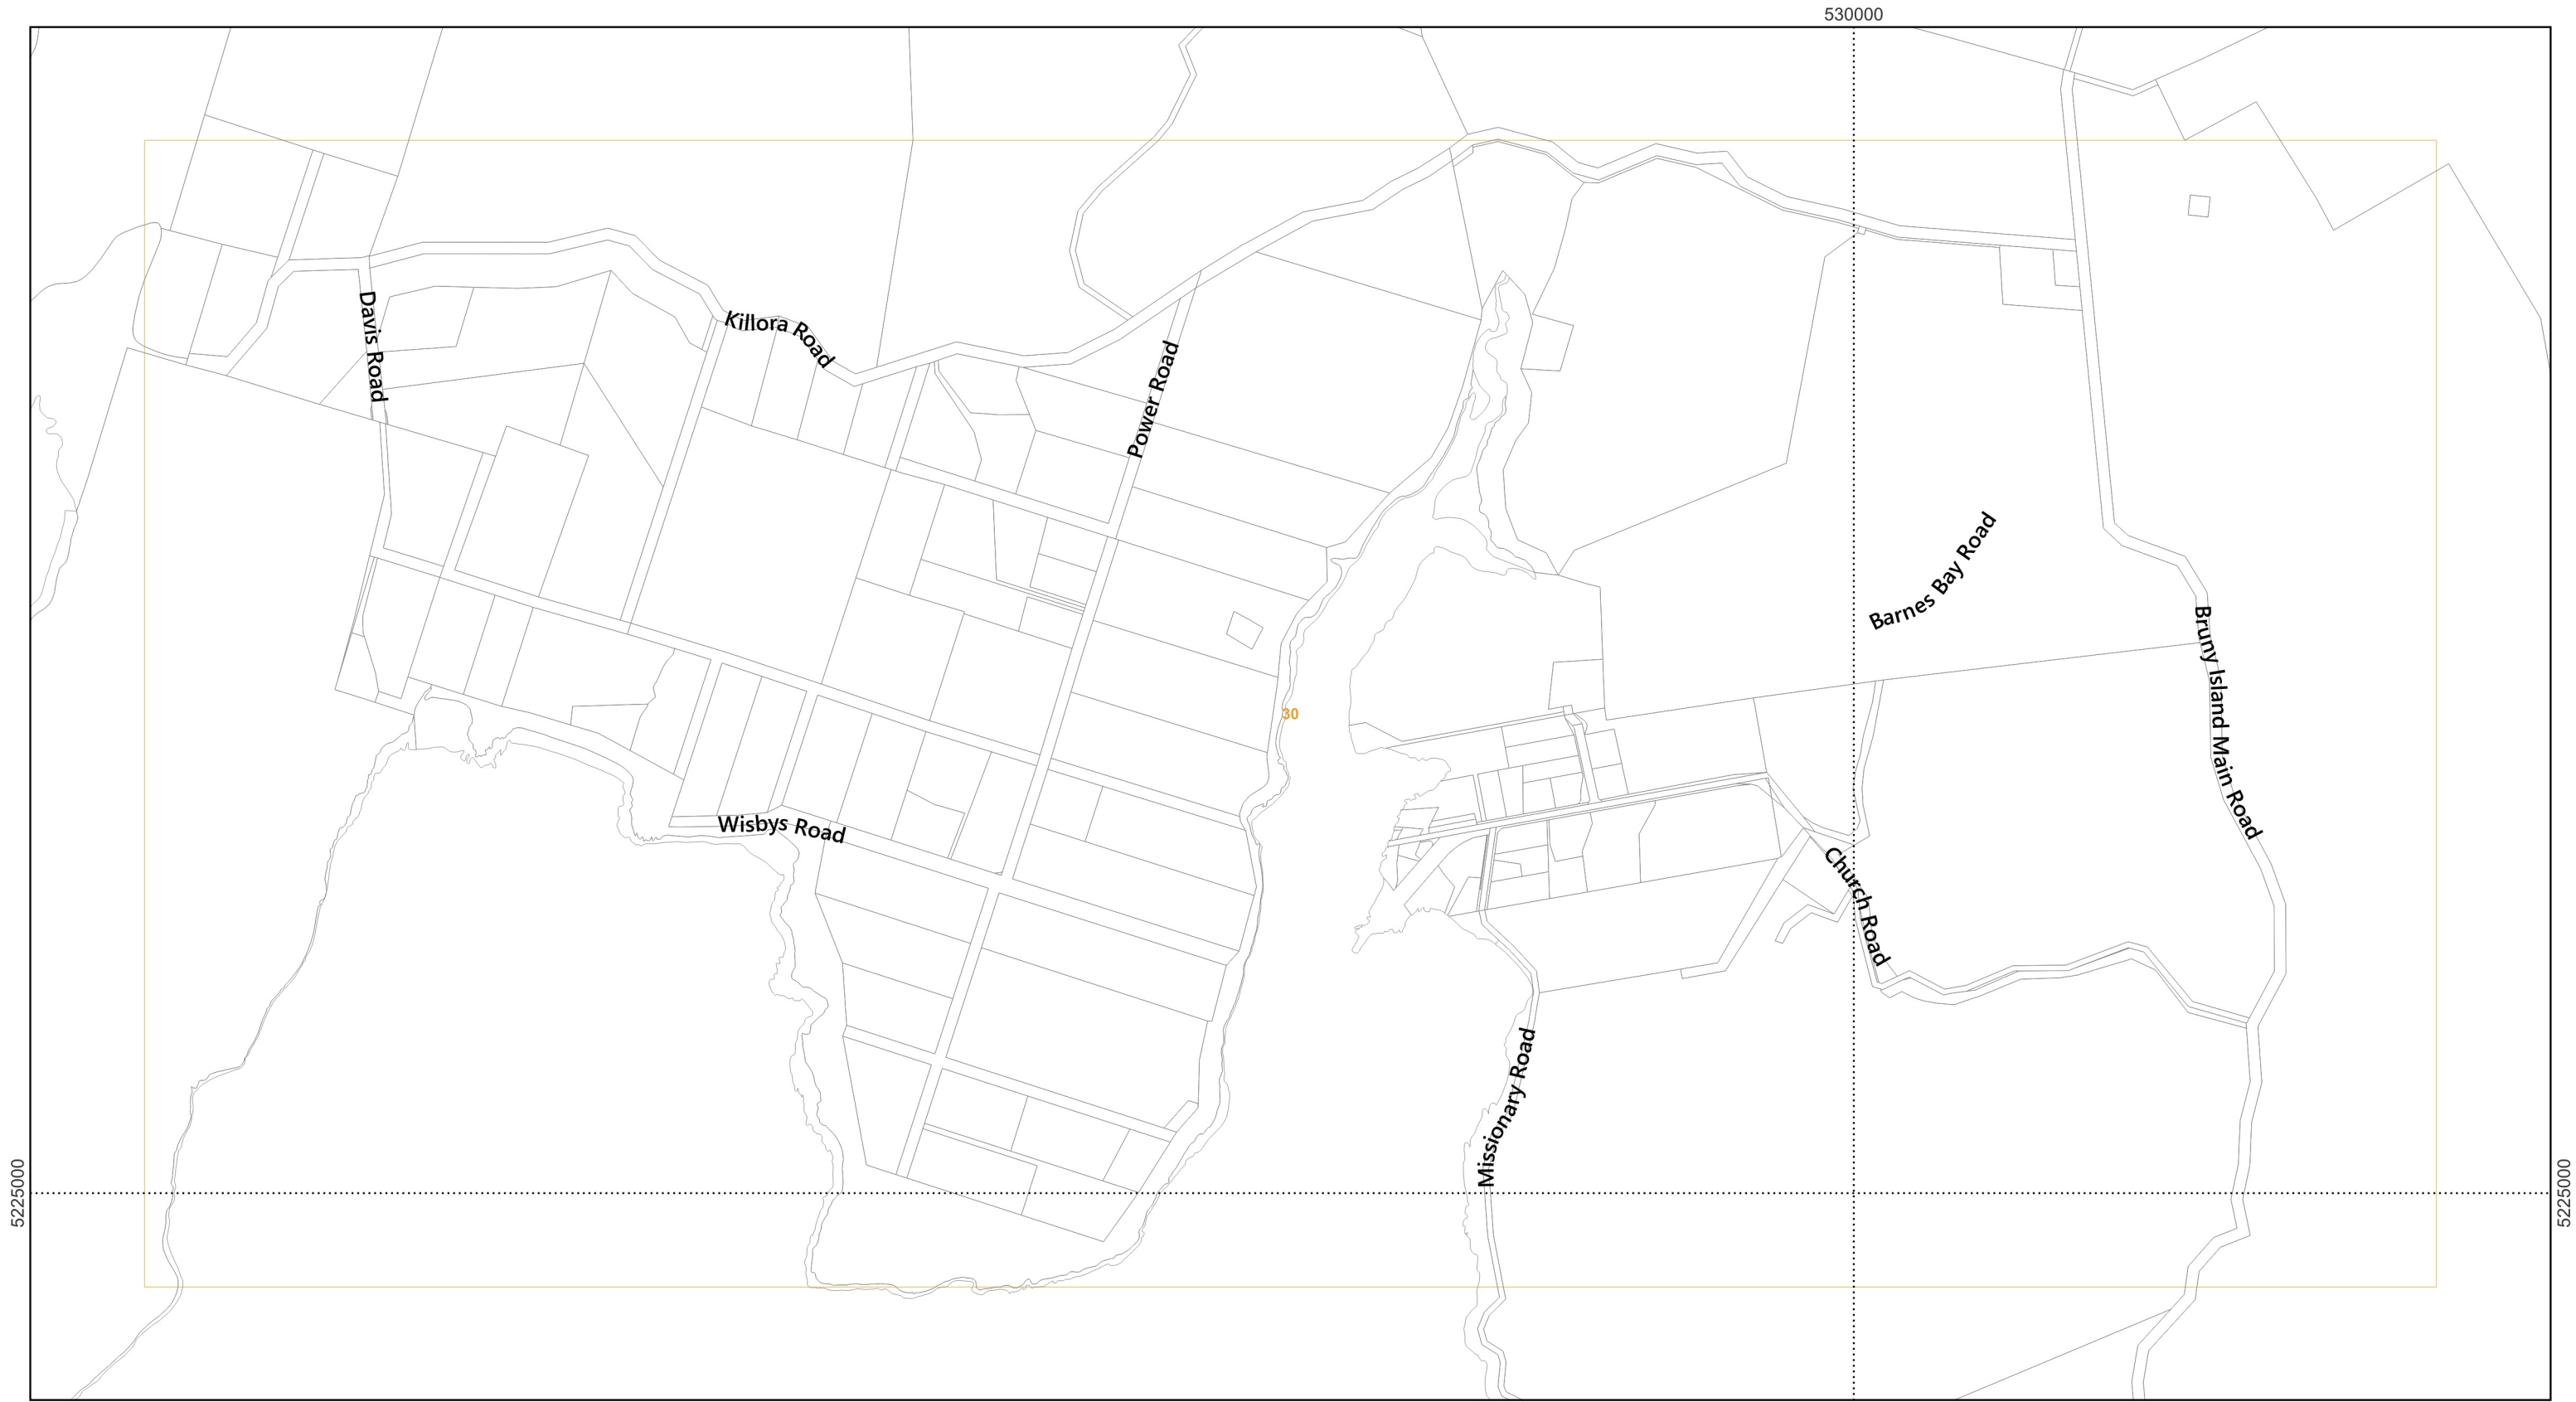 530000
Davis Road
Killora Road
Power Road
Barnes Bay Road
Bruny Island Main Road
30
Wisbys Road
Church Road
Missionary Road
5225000
5225000